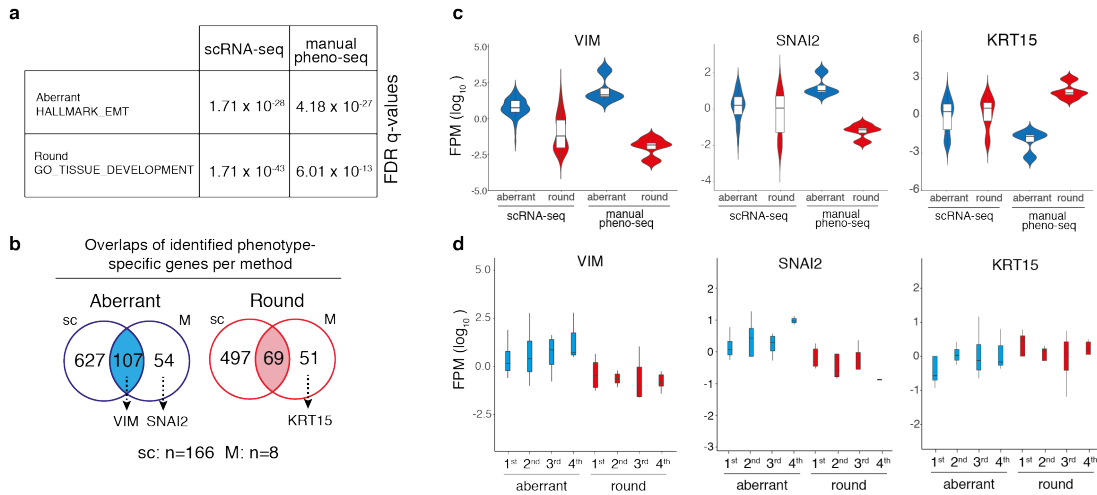 a
scRNA-seq
manual
pheno-seq
Aberrant
HALLMARK_EMT
1.71 x 10-28
4.18 x 10-27
Round
GO_TISSUE_DEVELOPMENT
1.71 x 10-43
6.01 x 10-13
FDR q-values
b
Overlaps of identified phenotype-
specific genes per method
Aberrant
Round
sc
M
sc
M
627
107
54
497
69
51
VIM
SNAI2
KRT15
sc: n=166 M: n=8
c
VIM
SNAI2
KRT15
FPM (log10)
5.0
2.5
0.0
-2.5
-5.0
2
0
-2
-4
6
3
0
-3
-6
aberrant round aberrant round
scRNA-seq
manual
pheno-seq
aberrant round aberrant round
scRNA-seq
manual
pheno-seq
aberrant round aberrant round
scRNA-seq
manual
pheno-seq
d
VIM
SNAI2
KRT15
FPM (log10)
5 0
2.5
0.0
-2.5
2
1
0
-1
-2
-3
2
1
0
-1
-2
1st 2nd 3rd 4th 1st 2nd 3rd 4th
aberrant round
1st 2nd 3rd 4th 1st 2nd 3rd 4th
aberrant round
1st 2nd 3rd 4th 1st 2nd 3rd 4th
aberrant round